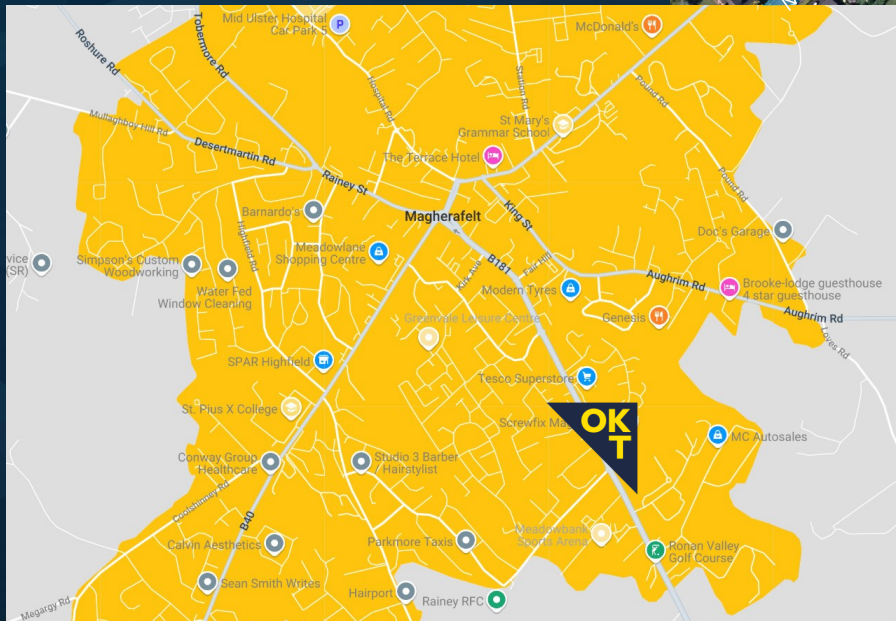 Mid Ulster Hospital
Car Park 5
P
McDonald's
Roshure Rd
Tobermore Rd
Hospital Rd
Station Rd
Pound Rd
Mullaghboy Hill Rd
St Mary's
Grammar School
Desertmartin Rd
The Terrace Hotel
Rainey St
Pound Rd
Barnardo's
Magherafelt
King St
Doc's Garage
Highfield Rd
Meadowlane
Shopping Centre
B181
Fair Hill
vice
(SR)
Simpson's Custom
Woodworking
Kirk Ave
Aughrim Rd
Water Fed
Window Cleaning
Modern Tyres
Brooke-lodge guesthouse
4 star guesthouse
Greenvale Leisure Centre
Genesis
Aughrim Rd
Loves Rd
SPAR Highfield
Tesco Superstore
St. Pius X College
Screwfix Mag
OK
T
MC Autosales
Conway Group
Healthcare
Studio 3 Barber
/ Hairstylist
Coolshinney Rd
B40
Calvin Aesthetics
Parkmore Taxis
Meadowbank
Sports Arena
Ronan Valley
Golf Course
Sean Smith Writes
Hairport
Rainey RFC
Megargy Rd